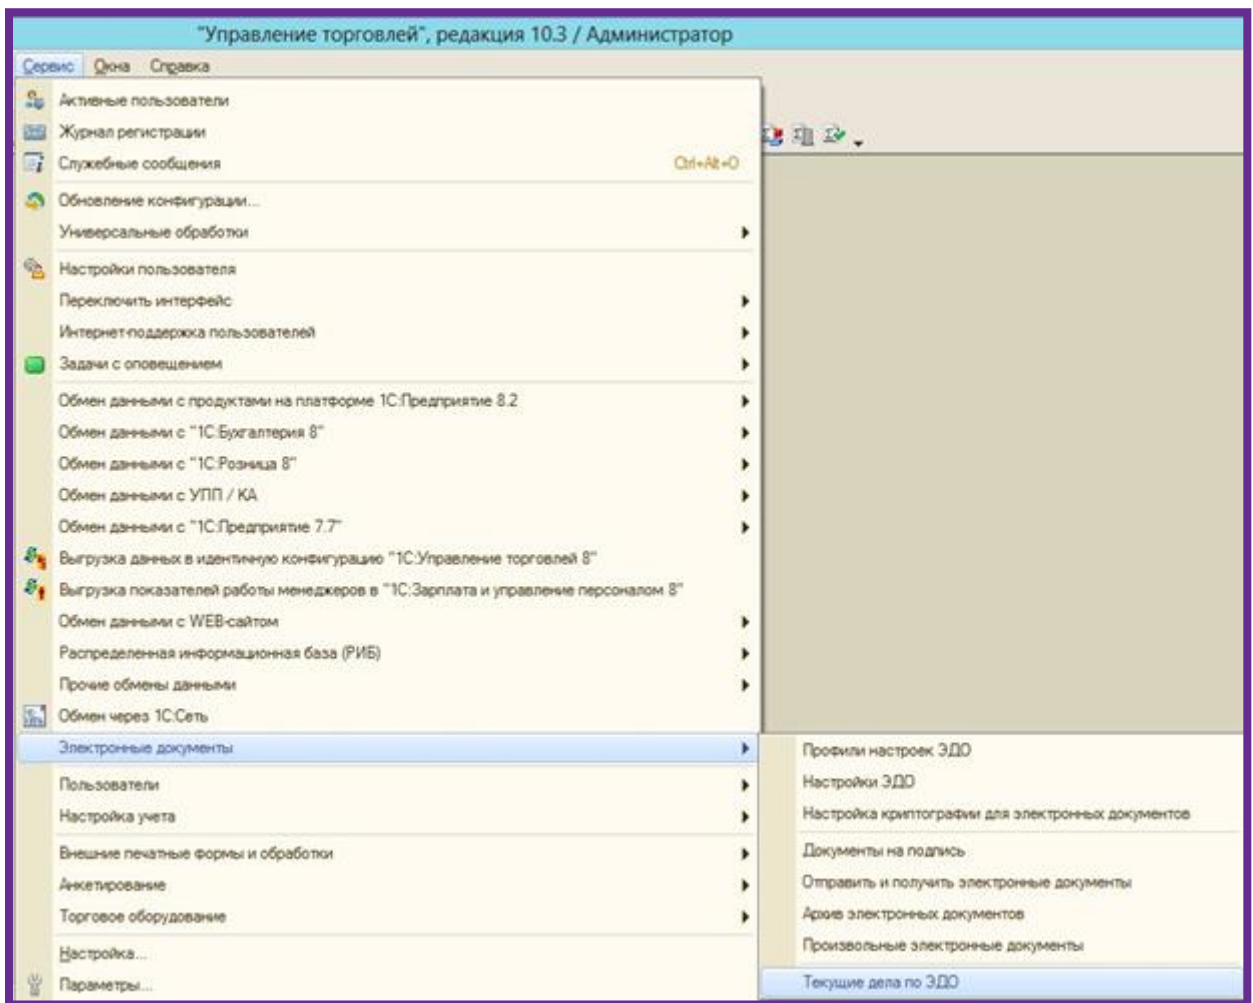 "Управление торговлей", редакция 10.3 / Администратор
Сервис Окна Справка
Активные пользователи
Журнал регистрации
Служебные сообщения Ctrl+Alt+O
Обновление конфигурации...
Универсальные обработки
Настройки пользователя
Переключить интерфейс
Интернет-поддержка пользователей
Задачи с оповещением
Обмен данными с продуктами на платформе 1С:Предприятие 8.2
Обмен данными с "1С:Бухгалтерия 8"
Обмен данными с "1С:Розница 8"
Обмен данными с УПП / КА
Обмен данными с "1С:Предприятие 7.7"
Выгрузка данных в идентичную конфигурацию "1С:Управление торговлей 8"
Выгрузка показателей работы менеджеров в "1С:Зарплата и управление персоналом 8"
Обмен данными с WEB-сайтом
Распределенная информационная база (РИБ)
Прочие обмены данными
Обмен через 1С:Сеть
Электронные документы
Пользователи
Настройка учета
Внешние печатные формы и обработки
Анкетирование
Торговое оборудование
Настройка...
Параметры...
Профили настроек ЭДО
Настройки ЭДО
Настройка криптографии для электронных документов
Документы на подпись
Отправить и получить электронные документы
Архив электронных документов
Произвольные электронные документы
Текущие дела по ЭДО